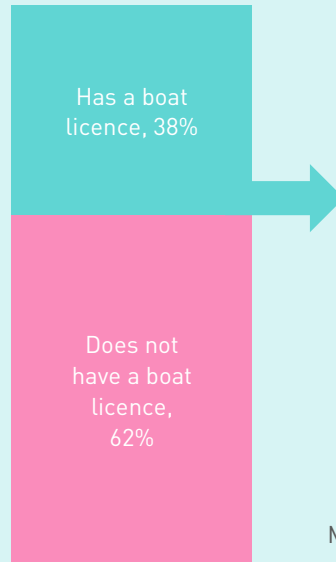 Has a boat
licence, 38%
Does not
have a boat
licence,
62%